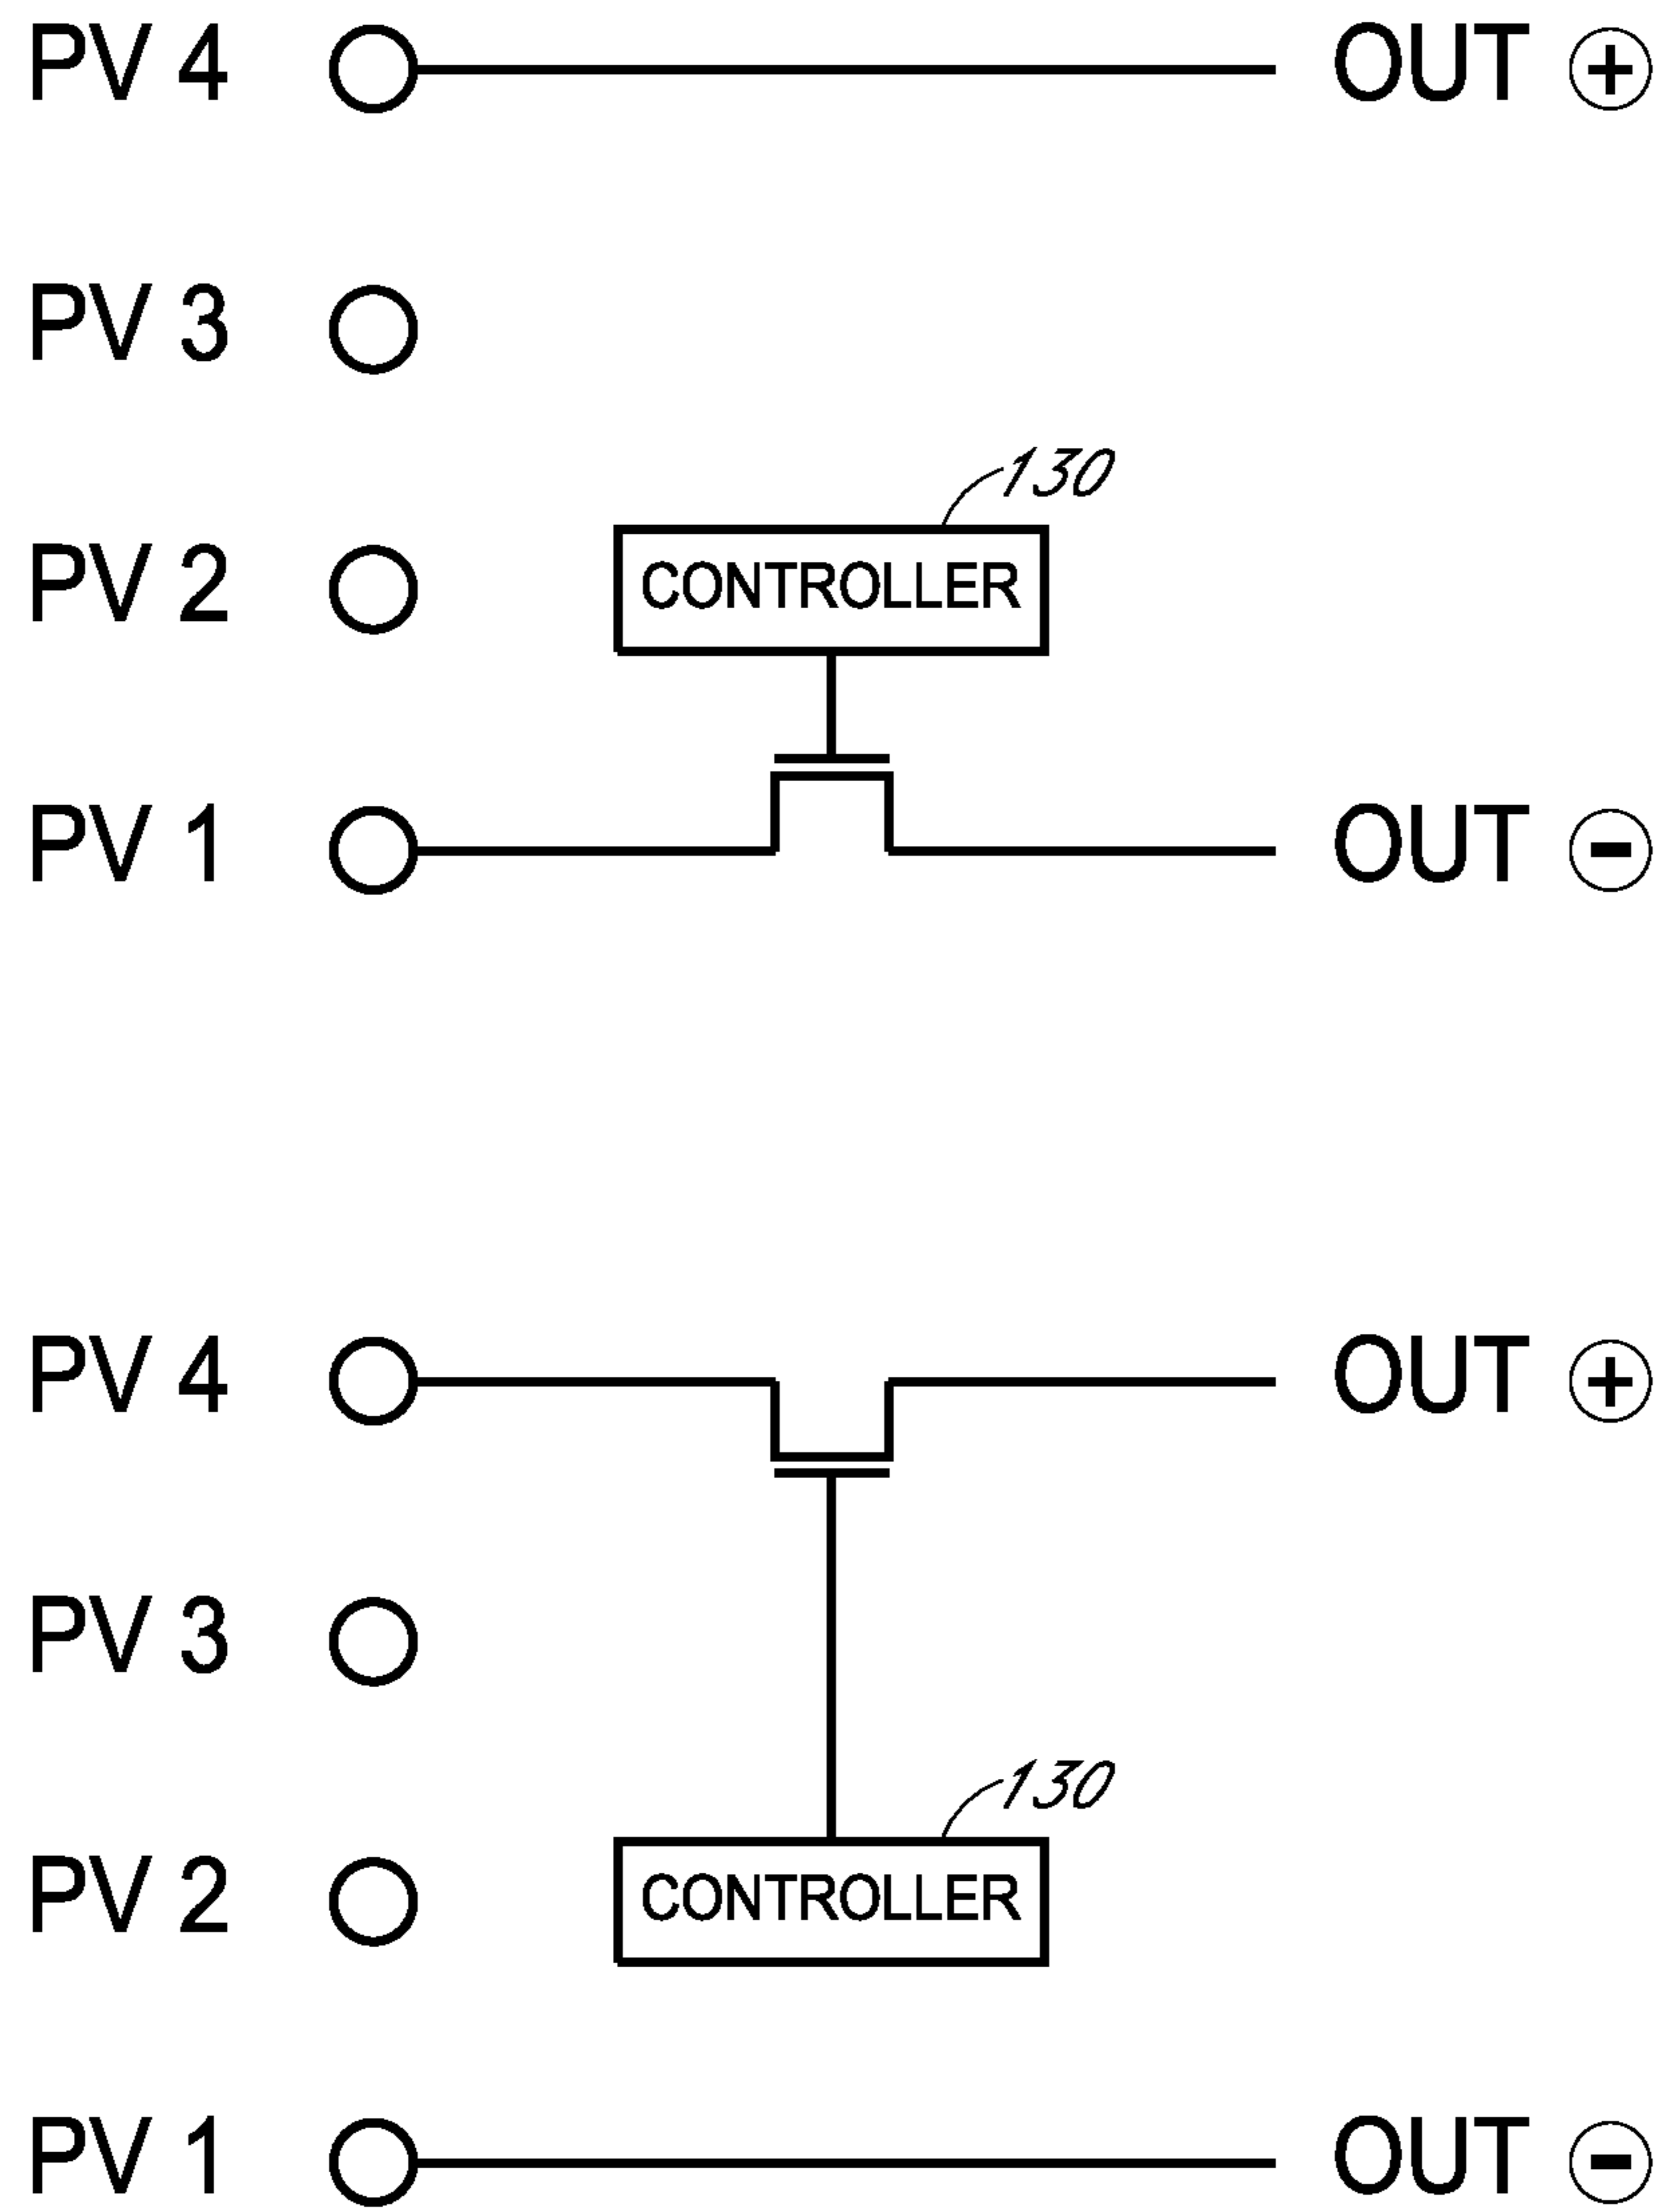 PV 4 OUT +
PV 3
130
PV 2 CONTROLLER
PV 1 OUT -
PV 4 OUT +
PV 3
130
PV 2 CONTROLLER
PV 1 OUT -